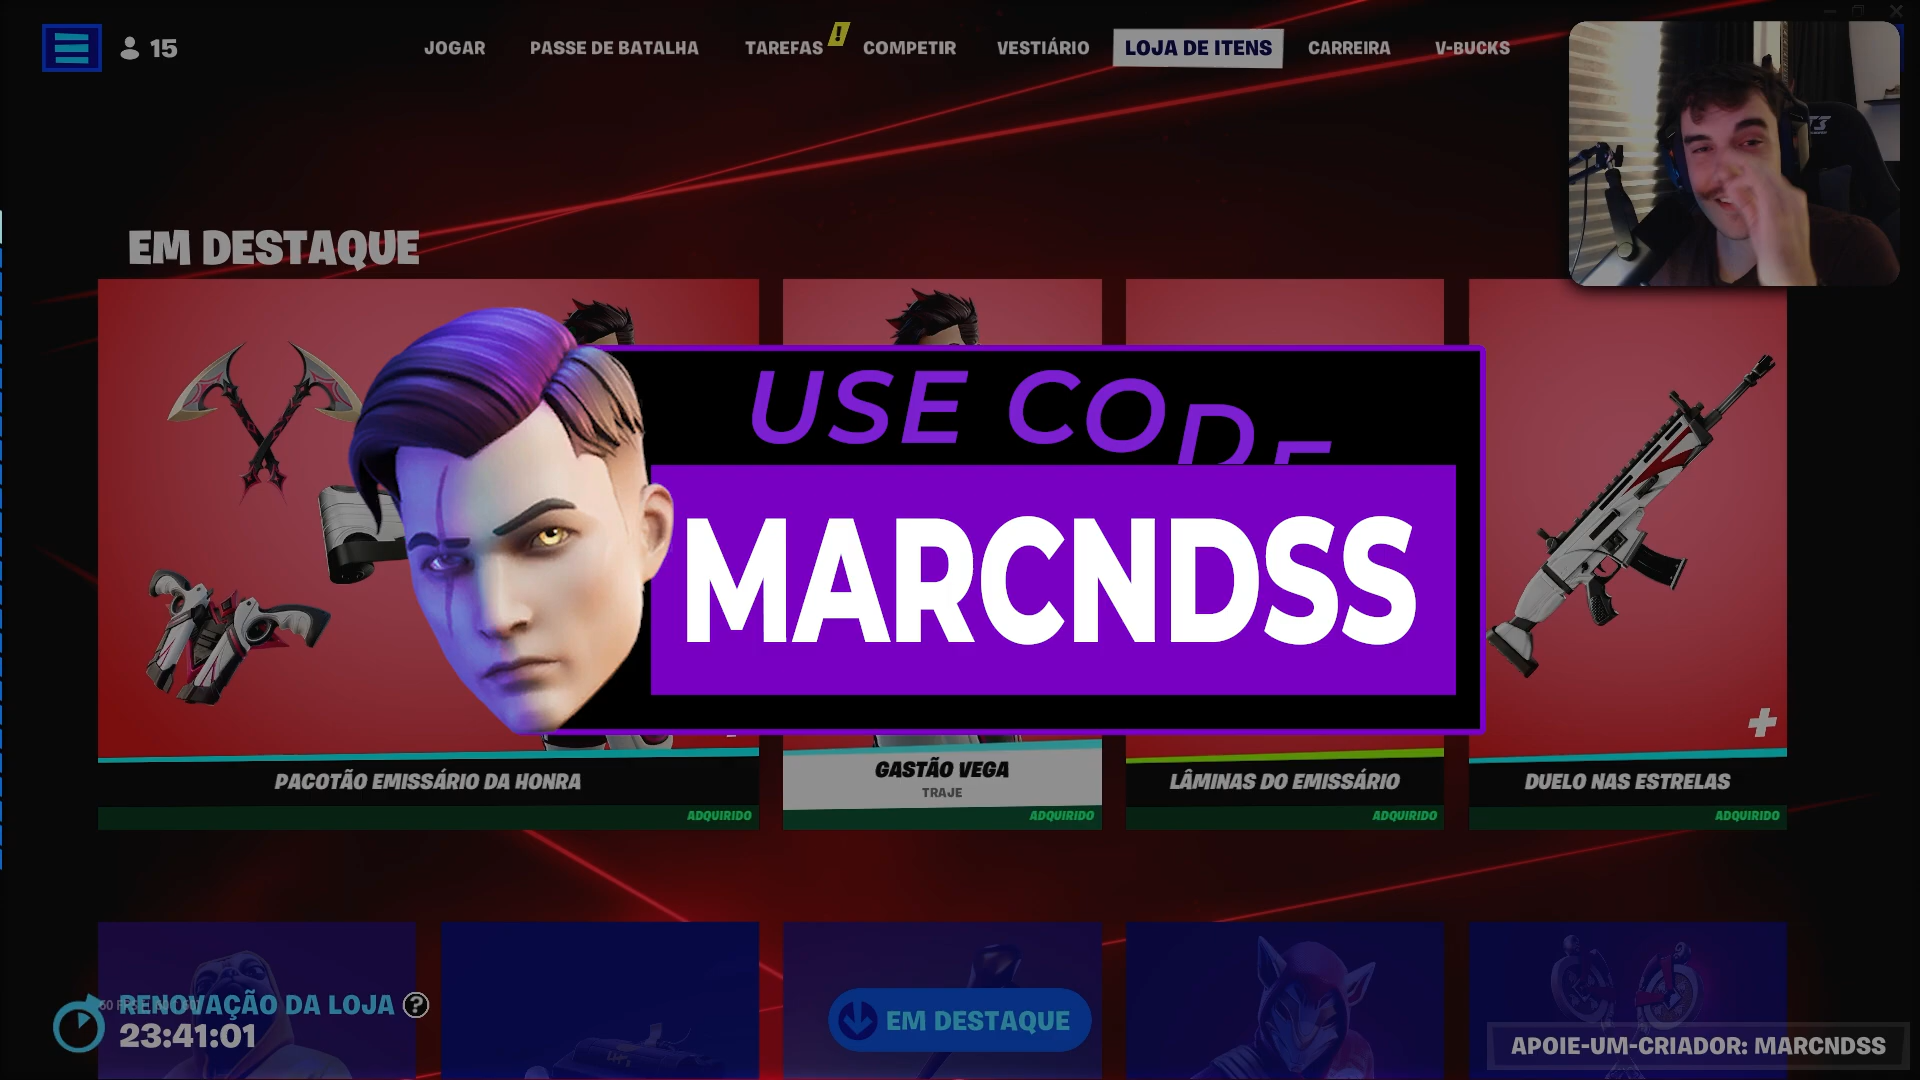 15
JOGAR
PASSE DE BATALHA
TAREFAS
!
COMPETIR
VESTIÁRIO
LOJA DE ITENS
CARREIRA
V-BUCKS
EM DESTAQUE
USE CODE
MARCNDSS
PACOTÃO EMISSÁRIO DA HONRA
ADQUIRIDO
GASTÃO VEGA
TRAJE
ADQUIRIDO
LÂMINAS DO EMISSÁRIO
ADQUIRIDO
DUELO NAS ESTRELAS
ADQUIRIDO
RENOVAÇÃO DA LOJA ?
23:41:01
EM DESTAQUE
APOIE-UM-CRIADOR: MARCNDSS